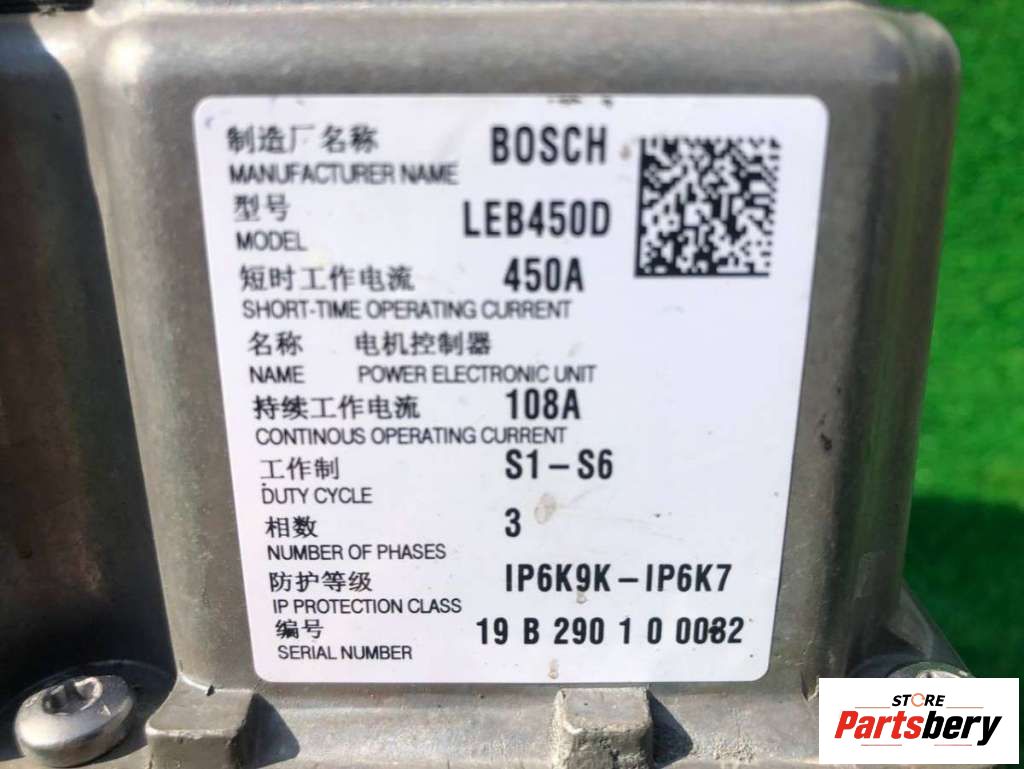 制造厂名称 BOSCH
MANUFACTURER NAME
型号 LEB450D
MODEL
短时工作电流 450A
SHORT-TIME OPERATING CURRENT
名称 电机控制器
NAME POWER ELECTRONIC UNIT
持续工作电流 108A
CONTINOUS OPERATING CURRENT
工作制 S1-S6
DUTY CYCLE
相数 3
NUMBER OF PHASES
防护等级 IP6K9K-IP6K7
IP PROTECTION CLASS
编号 19 B 290 1 0
SERIAL NUMBER
STORE
Partsbery